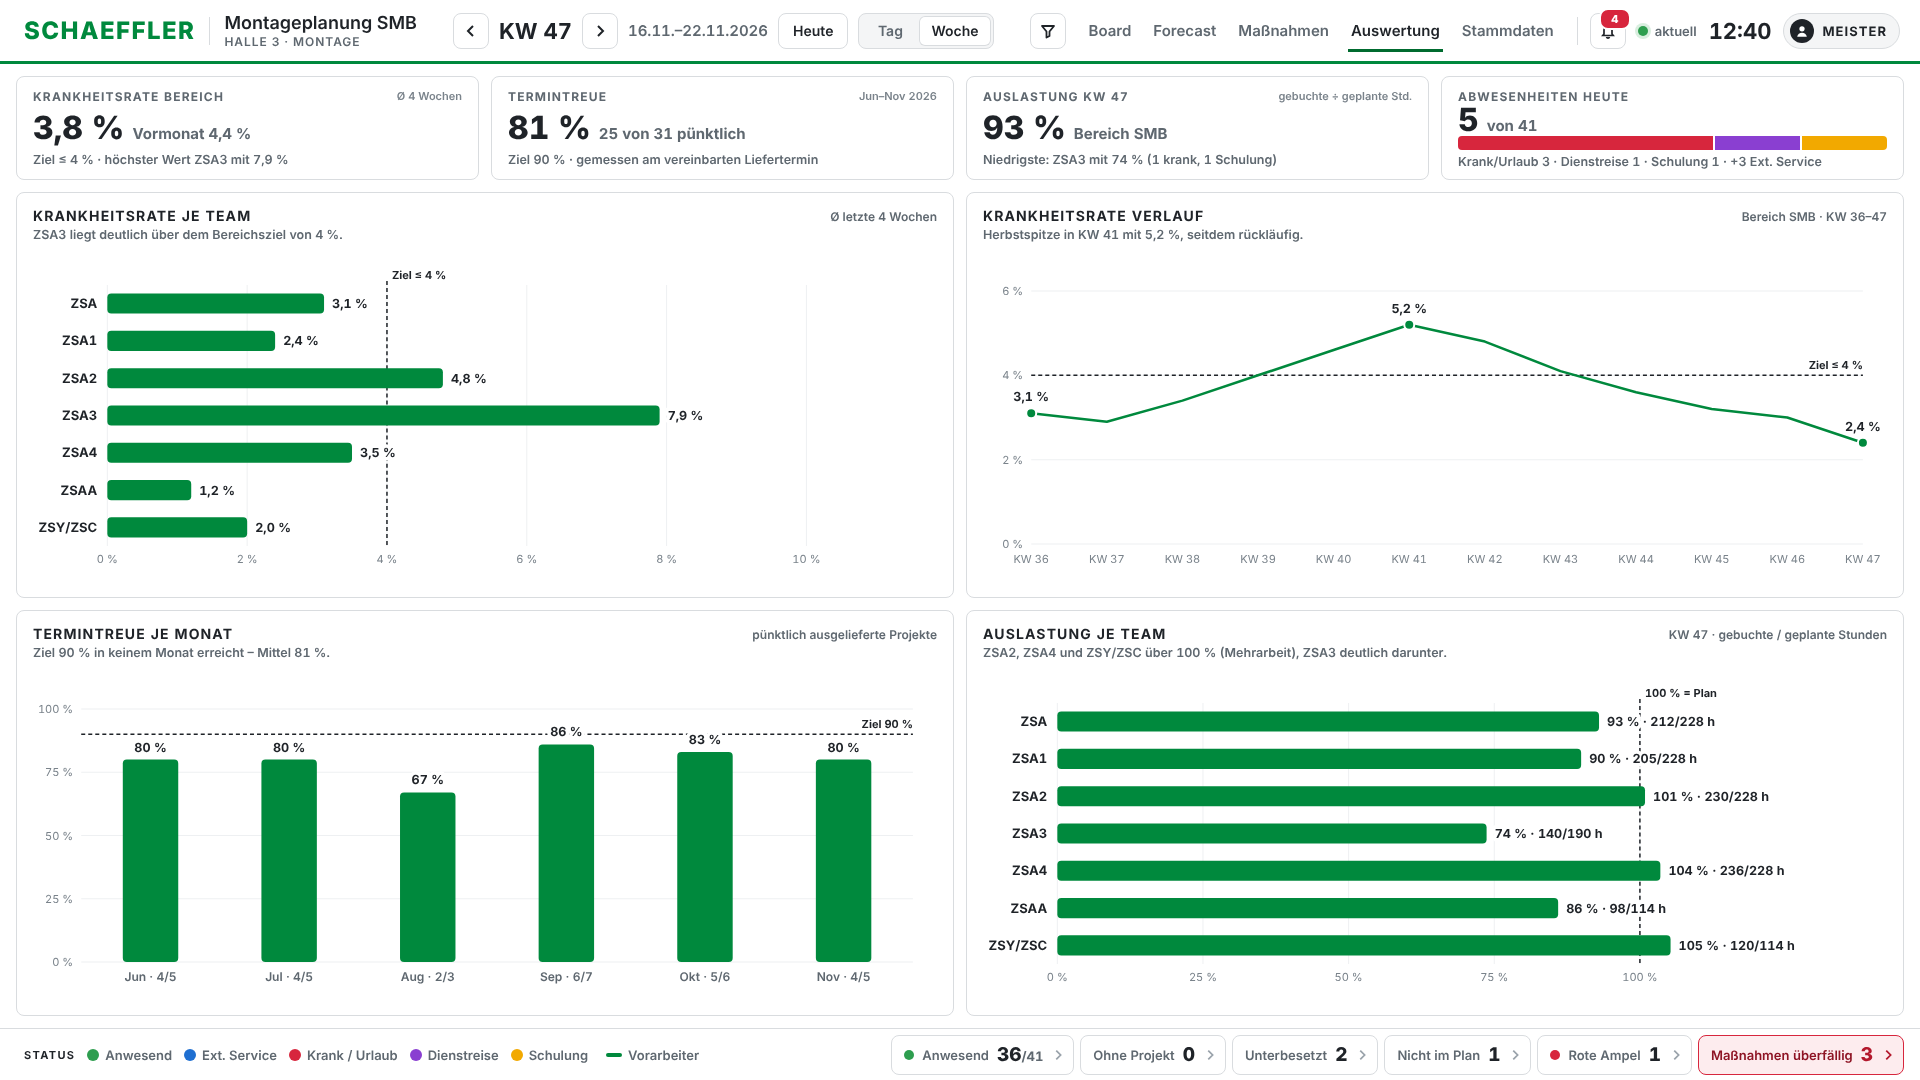 SCHAEFFLER
Montageplanung SMB
HALLE 3 · MONTAGE
KW 47
16.11.–22.11.2026
Heute
Tag
Woche
Board
Forecast
Maßnahmen
Auswertung
Stammdaten
4
aktuell
12:40
MEISTER
KRANKHEITSRATE BEREICH
Ø 4 Wochen
3,8 % Vormonat 4,4 %
Ziel ≤ 4 % · höchster Wert ZSA3 mit 7,9 %
TERMINTREUE
Jun–Nov 2026
81 % 25 von 31 pünktlich
Ziel 90 % · gemessen am vereinbarten Liefertermin
AUSLASTUNG KW 47
gebuchte ÷ geplante Std.
93 % Bereich SMB
Niedrigste: ZSA3 mit 74 % (1 krank, 1 Schulung)
ABWESENHEITEN HEUTE
5 von 41
Krank/Urlaub 3 · Dienstreise 1 · Schulung 1 · +3 Ext. Service
KRANKHEITSRATE JE TEAM
Ø letzte 4 Wochen
ZSA3 liegt deutlich über dem Bereichsziel von 4 %.
Ziel ≤ 4 %
ZSA 3,1 %
ZSA1 2,4 %
ZSA2 4,8 %
ZSA3 7,9 %
ZSA4 3,5 %
ZSAA 1,2 %
ZSY/ZSC 2,0 %
0 % 2 % 4 % 6 % 8 % 10 %
KRANKHEITSRATE VERLAUF
Bereich SMB · KW 36–47
Herbstspitze in KW 41 mit 5,2 %, seitdem rückläufig.
6 %
5,2 %
Ziel ≤ 4 %
4 %
3,1 %
2,4 %
2 %
0 %
KW 36 KW 37 KW 38 KW 39 KW 40 KW 41 KW 42 KW 43 KW 44 KW 45 KW 46 KW 47
TERMINTREUE JE MONAT
pünktlich ausgelieferte Projekte
Ziel 90 % in keinem Monat erreicht – Mittel 81 %.
100 %
Ziel 90 %
80 % 80 % 67 % 86 % 83 % 80 %
75 %
50 %
25 %
0 %
Jun · 4/5 Jul · 4/5 Aug · 2/3 Sep · 6/7 Okt · 5/6 Nov · 4/5
AUSLASTUNG JE TEAM
KW 47 · gebuchte / geplante Stunden
ZSA2, ZSA4 und ZSY/ZSC über 100 % (Mehrarbeit), ZSA3 deutlich darunter.
100 % = Plan
ZSA 93 % · 212/228 h
ZSA1 90 % · 205/228 h
ZSA2 101 % · 230/228 h
ZSA3 74 % · 140/190 h
ZSA4 104 % · 236/228 h
ZSAA 86 % · 98/114 h
ZSY/ZSC 105 % · 120/114 h
0 % 25 % 50 % 75 % 100 %
STATUS
Anwesend
Ext. Service
Krank / Urlaub
Dienstreise
Schulung
Vorarbeiter
Anwesend 36/41
Ohne Projekt 0
Unterbesetzt 2
Nicht im Plan 1
Rote Ampel 1
Maßnahmen überfällig 3